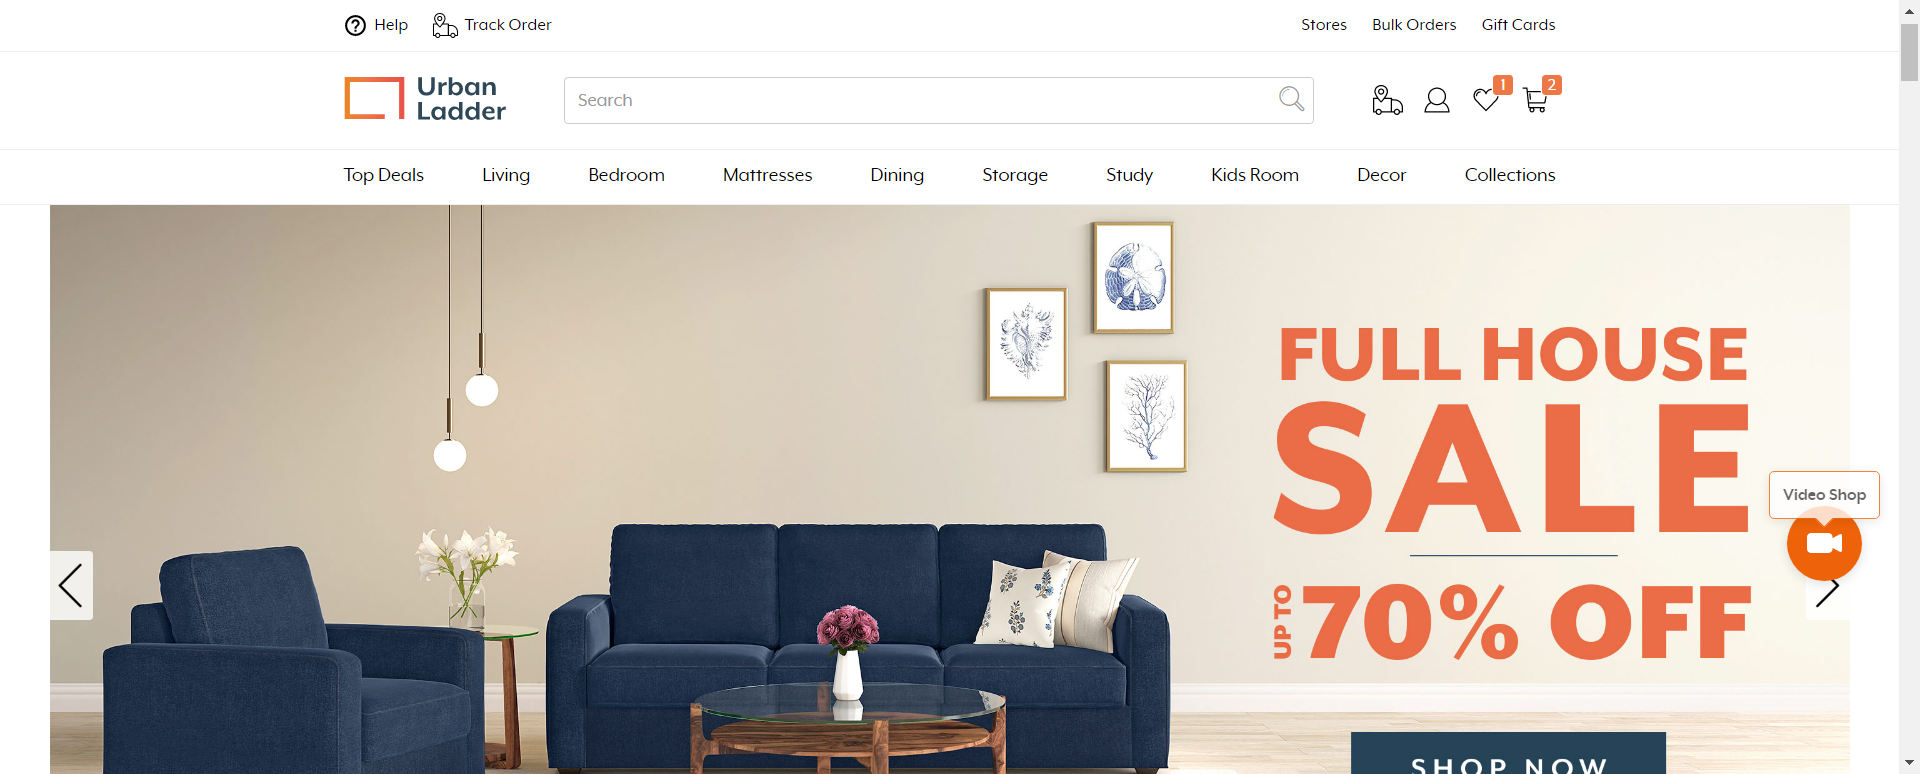 Help Track Order Stores Bulk Orders Gift Cards
Urban
Ladder
Search
1 2
Top Deals Living Bedroom Mattresses Dining Storage Study Kids Room Decor Collections
FULL HOUSE
SALE
Video Shop
UP TO 70% OFF
SHOP NOW